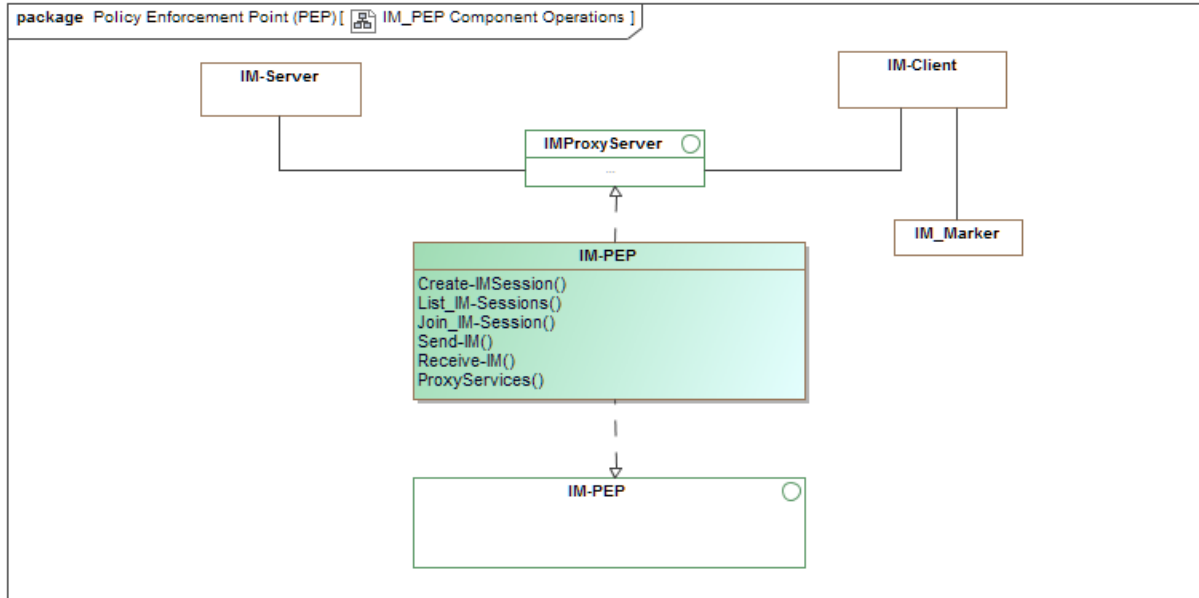 package Policy Enforcement Point (PEP)[ IM_PEP Component Operations ]
IM-Server
IM-Client
IMProxyServer
...
IM_Marker
IM-PEP
Create-IMSession()
List_IM-Sessions()
Join_IM-Session()
Send-IM()
Receive-IM()
ProxyServices()
IM-PEP